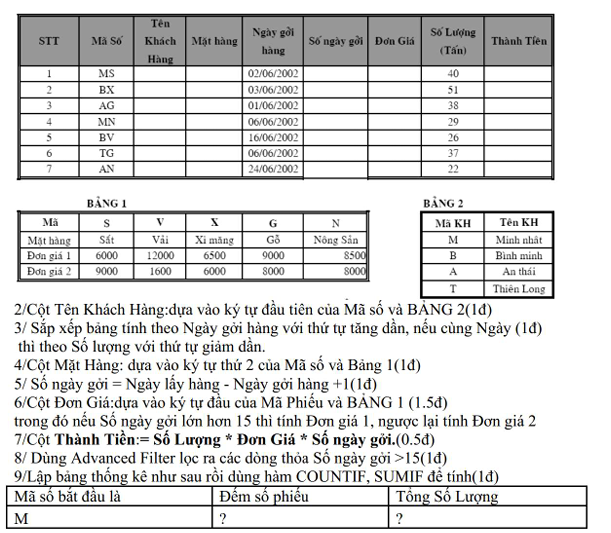 STT Mã Số Tên Khách Hàng Mặt hàng Ngày gởi hàng Số ngày gởi Đơn Giá Số Lượng (Tấn) Thành Tiền
1 MS 02/06/2002 40
2 BX 03/06/2002 51
3 AG 01/06/2002 38
4 MN 06/06/2002 29
5 BV 16/06/2002 26
6 TG 06/06/2002 37
7 AN 24/06/2002 22
BẢNG 1
Mã S V X G N
Mặt hàng Sắt Vải Xi măng Gỗ Nông Sản
Đơn giá 1 6000 12000 6500 9000 8500
Đơn giá 2 9000 1600 6000 8000 8000
BẢNG 2
Mã KH Tên KH
M Minh nhât
B Bình minh
A An thái
T Thiên Long
2/Cột Tên Khách Hàng:dựa vào ký tự đầu tiên của Mã số và BẢNG 2(1đ)
3/ Sắp xếp bảng tính theo Ngày gởi hàng với thứ tự tăng dần, nếu cùng Ngày (1đ)
thì theo Số lượng với thứ tự giảm dần.
4/Cột Mặt Hàng: dựa vào ký tự thứ 2 của Mã số và Bảng 1(1đ)
5/ Số ngày gởi = Ngày lấy hàng - Ngày gởi hàng +1(1đ)
6/Cột Đơn Giá:dựa vào ký tự đầu của Mã Phiếu và BẢNG 1 (1.5đ)
trong đó nếu Số ngày gởi lớn hơn 15 thì tính Đơn giá 1, ngược lại tính Đơn giá 2
7/Cột Thành Tiền:= Số Lượng * Đơn Giá * Số ngày gởi.(0.5đ)
8/ Dùng Advanced Filter lọc ra các dòng thỏa Số ngày gởi >15(1đ)
9/Lập bảng thống kê như sau rồi dùng hàm COUNTIF, SUMIF để tính(1đ)
Mã số bắt đầu là Đếm số phiếu Tổng Số Lượng
M ? ?